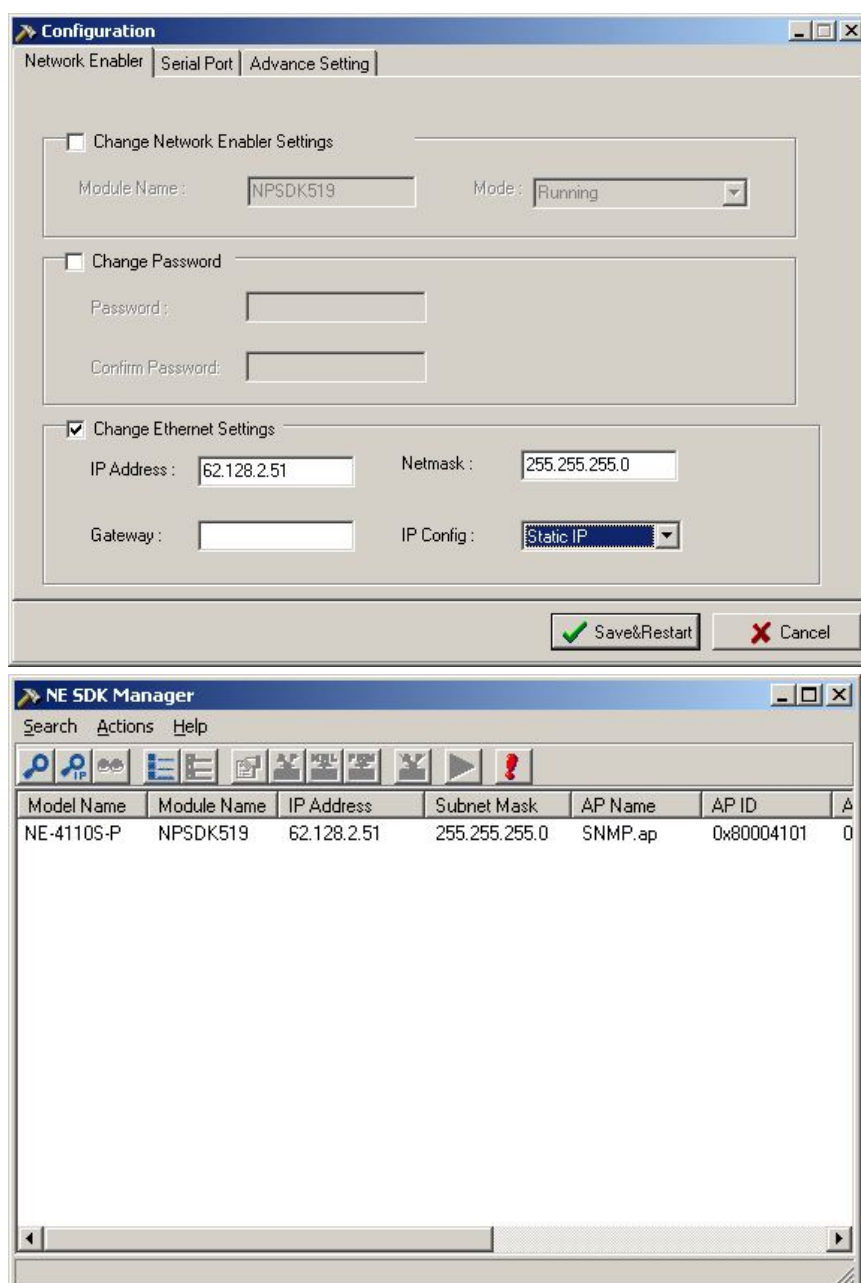 Configuration
Network Enabler Serial Port Advance Setting
Change Network Enabler Settings
Module Name : NPSDK519 Mode : Running
Change Password
Password :
Confirm Password:
Change Ethernet Settings
IP Address : 62.128.2.51 Netmask : 255.255.255.0
Gateway : IP Config : Static IP
Save&Restart Cancel
NE SDK Manager
Search Actions Help
IP
Model Name Module Name IP Address Subnet Mask AP Name AP ID A
NE-4110S-P NPSDK519 62.128.2.51 255.255.255.0 SNMP.ap 0x80004101 0